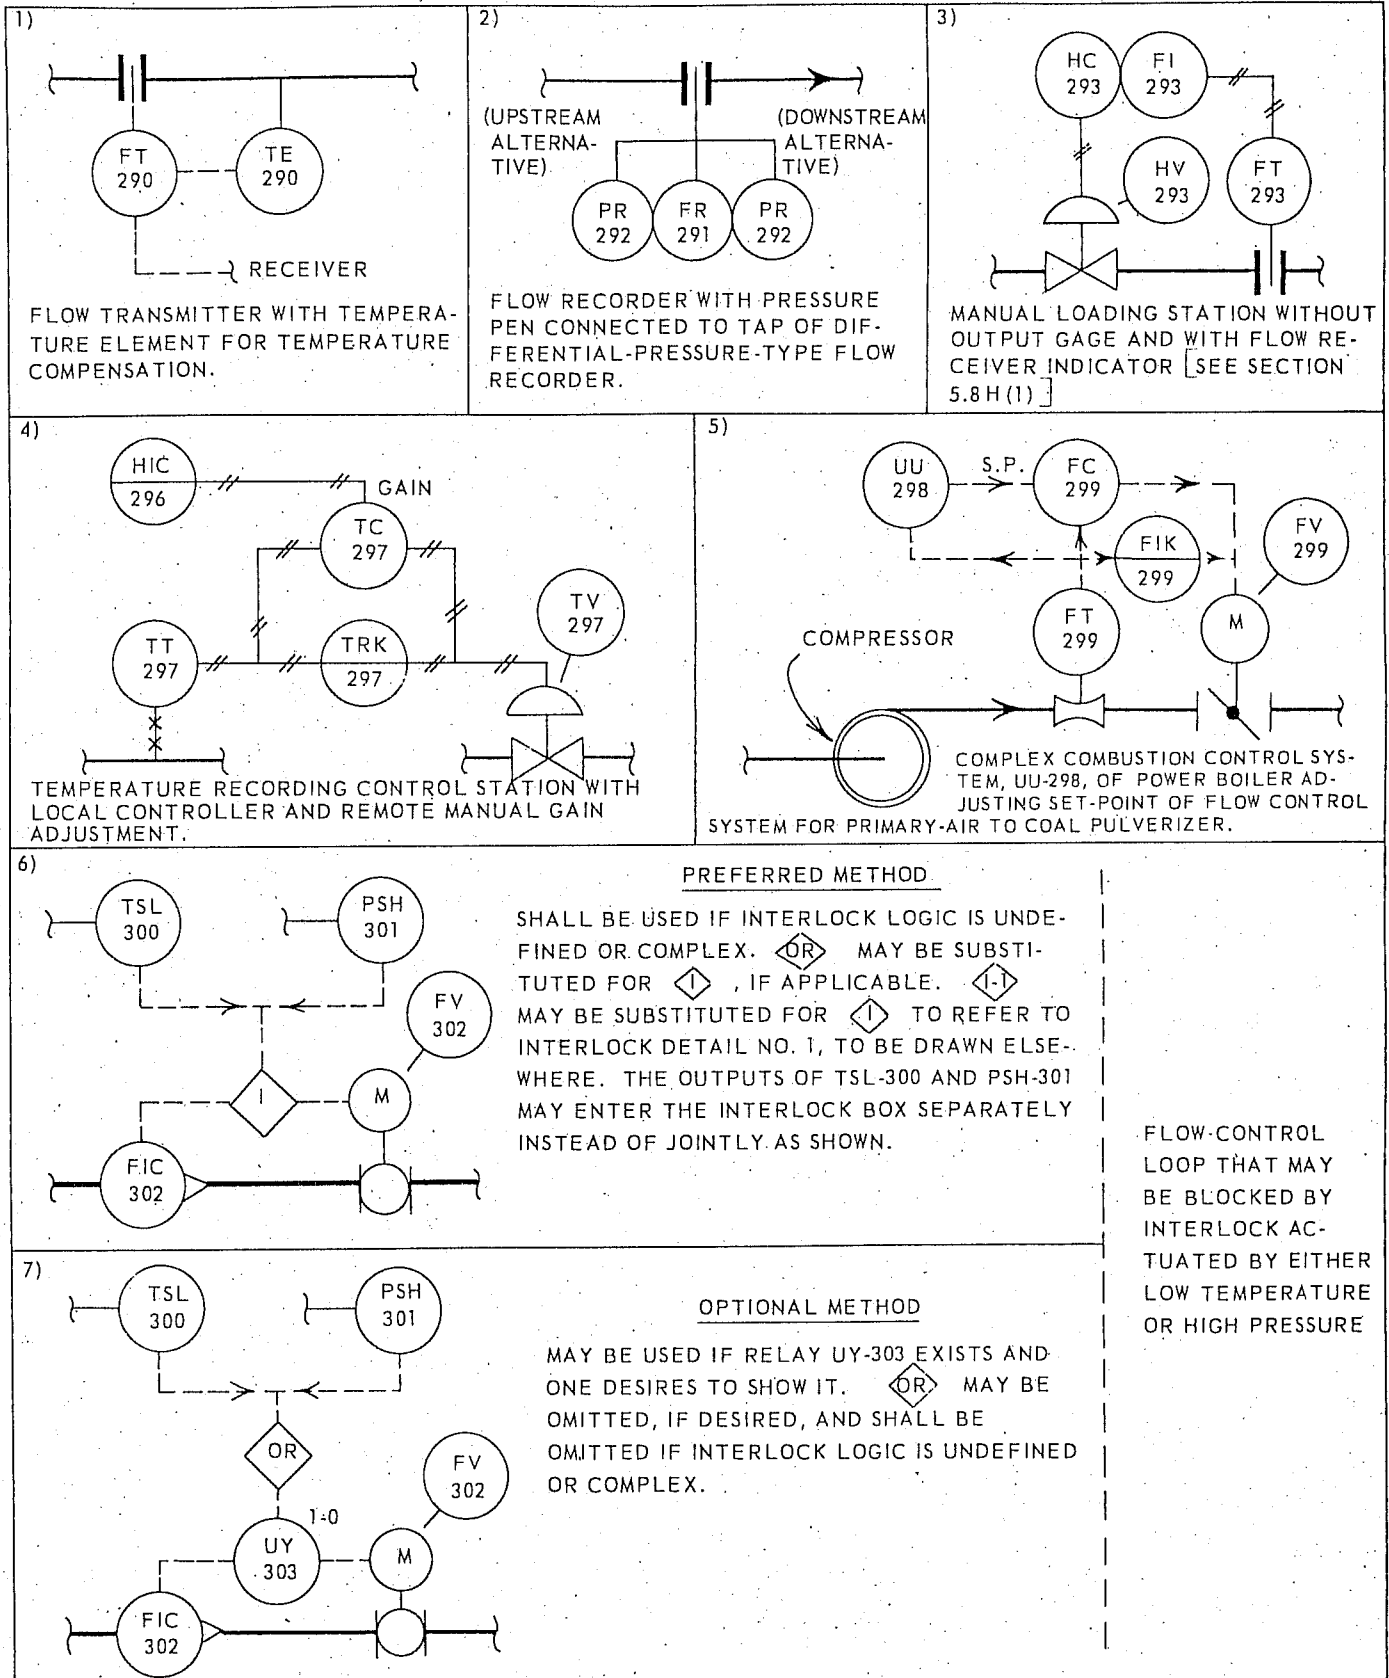 1)
FT
290
TE
290
RECEIVER
FLOW TRANSMITTER WITH TEMPERA-
TURE ELEMENT FOR TEMPERATURE
COMPENSATION.
2)
(UPSTREAM
ALTERNA-
TIVE)
(DOWNSTREAM
ALTERNA-
TIVE)
PR
292
FR
291
PR
292
FLOW RECORDER WITH PRESSURE
PEN CONNECTED TO TAP OF DIF-
FERENTIAL-PRESSURE-TYPE FLOW
RECORDER.
3)
HC
293
FI
293
HV
293
FT
293
MANUAL LOADING STATION WITHOUT
OUTPUT GAGE AND WITH FLOW RE-
CEIVER INDICATOR [SEE SECTION
5.8H(1)]
4)
HIC
296
GAIN
TC
297
TV
297
TT
297
TRK
297
TEMPERATURE RECORDING CONTROL STATION WITH
LOCAL CONTROLLER AND REMOTE MANUAL GAIN
ADJUSTMENT.
5)
UU
298
S.P.
FC
299
FV
299
FIK
299
FT
299
M
COMPRESSOR
COMPLEX COMBUSTION CONTROL SYS-
TEM, UU-298, OF POWER BOILER AD-
JUSTING SET-POINT OF FLOW CONTROL
SYSTEM FOR PRIMARY-AIR TO COAL PULVERIZER.
6)
TSL
300
PSH
301
FV
302
I
M
FIC
302
PREFERRED METHOD
SHALL BE USED IF INTERLOCK LOGIC IS UNDE-
FINED OR COMPLEX. OR MAY BE SUBSTI-
TUTED FOR I , IF APPLICABLE. I-1
MAY BE SUBSTITUTED FOR I TO REFER TO
INTERLOCK DETAIL NO. 1, TO BE DRAWN ELSE-
WHERE. THE OUTPUTS OF TSL-300 AND PSH-301
MAY ENTER THE INTERLOCK BOX SEPARATELY
INSTEAD OF JOINTLY AS SHOWN.
FLOW-CONTROL
LOOP THAT MAY
BE BLOCKED BY
INTERLOCK AC-
TUATED BY EITHER
LOW TEMPERATURE
OR HIGH PRESSURE
7)
TSL
300
PSH
301
OR
FV
302
1-0
UY
303
M
FIC
302
OPTIONAL METHOD
MAY BE USED IF RELAY UY-303 EXISTS AND
ONE DESIRES TO SHOW IT. OR MAY BE
OMITTED, IF DESIRED, AND SHALL BE
OMITTED IF INTERLOCK LOGIC IS UNDEFINED
OR COMPLEX.